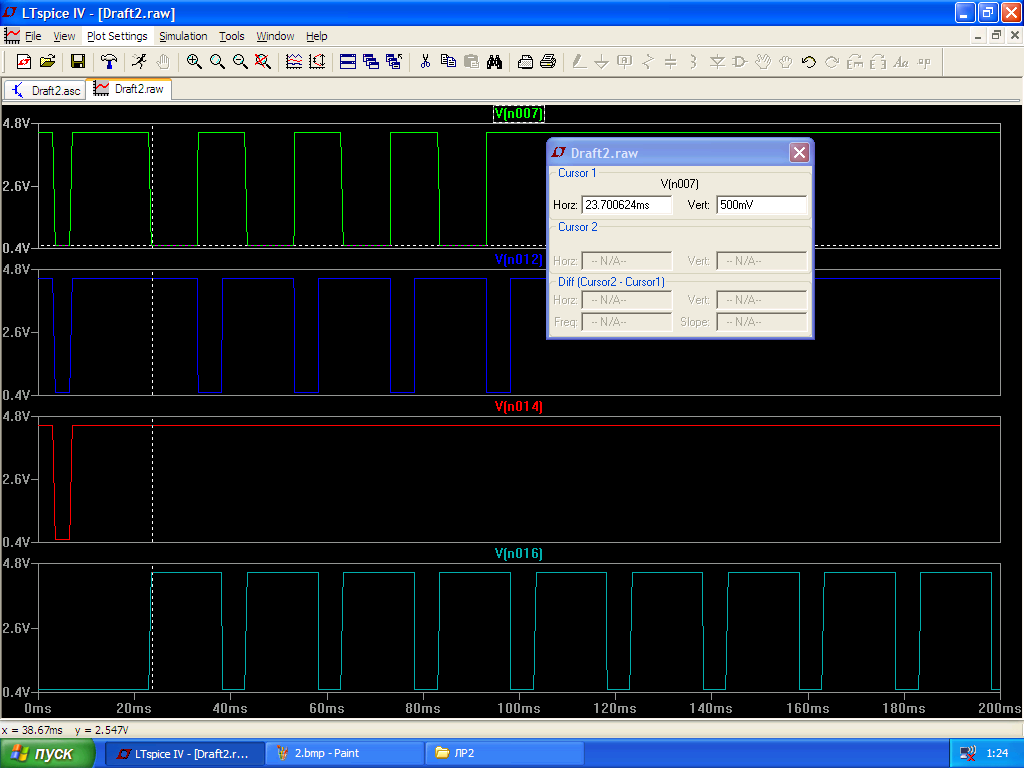 LTspice IV - [Draft2.raw]
File View Plot Settings Simulation Tools Window Help
Draft2.asc Draft2.raw
V(n007)
4.8V
2.6V
0.4V
Draft2.raw
Cursor 1
V(n007)
Horz: 23.700624ms Vert: 500mV
Cursor 2
Horz: -- N/A-- Vert: -- N/A--
Diff (Cursor2 - Cursor1)
Horz: -- N/A-- Vert: -- N/A--
Freq: -- N/A-- Slope: -- N/A--
V(n012)
4.8V
2.6V
0.4V
V(n014)
4.8V
2.6V
0.4V
V(n016)
4.8V
2.6V
0.4V
0ms 20ms 40ms 60ms 80ms 100ms 120ms 140ms 160ms 180ms 200ms
x = 38.67ms y = 2.547V
пуск LTspice IV - [Draft2.r... 2.bmp - Paint ЛР2 1:24